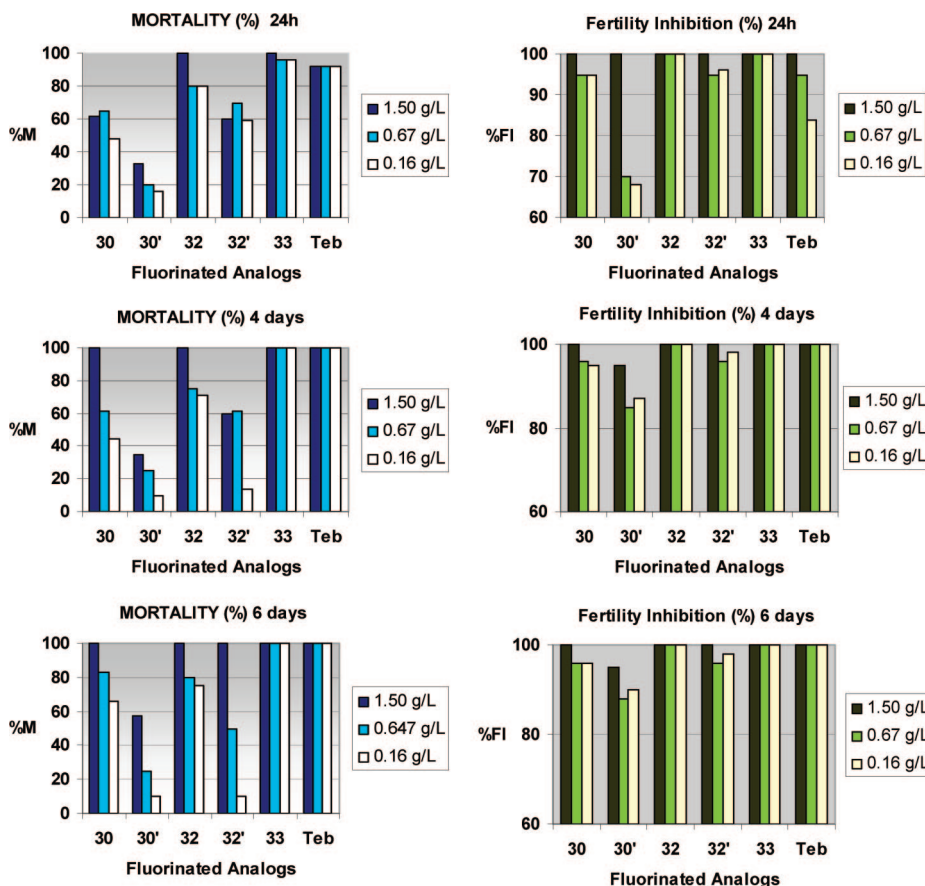 MORTALITY (%) 24h
100
80
60
40
20
0
%M
30 30' 32 32' 33 Teb
Fluorinated Analogs
1.50 g/L
0.67 g/L
0.16 g/L
Fertility Inhibition (%) 24h
100
90
80
70
60
%FI
30 30' 32 32' 33 Teb
Fluorinated Analogs
1.50 g/L
0.67 g/L
0.16 g/L
MORTALITY (%) 4 days
100
80
60
40
20
0
%M
30 30' 32 32' 33 Teb
Fluorinated Analogs
1.50 g/L
0.67 g/L
0.16 g/L
Fertility Inhibition (%) 4 days
100
80
60
%FI
30 30' 32 32' 33 Teb
Fluorinated Analogs
1.50 g/L
0.67 g/L
0.16 g/L
MORTALITY (%) 6 days
100
80
60
40
20
0
%M
30 30' 32 32' 33 Teb
Fluorinated Analogs
1.50 g/L
0.647 g/L
0.16 g/L
Fertility Inhibition (%) 6 days
100
80
60
%FI
30 30' 32 32' 33 Teb
Fluorinated Analogs
1.50 g/L
0.67 g/L
0.16 g/L